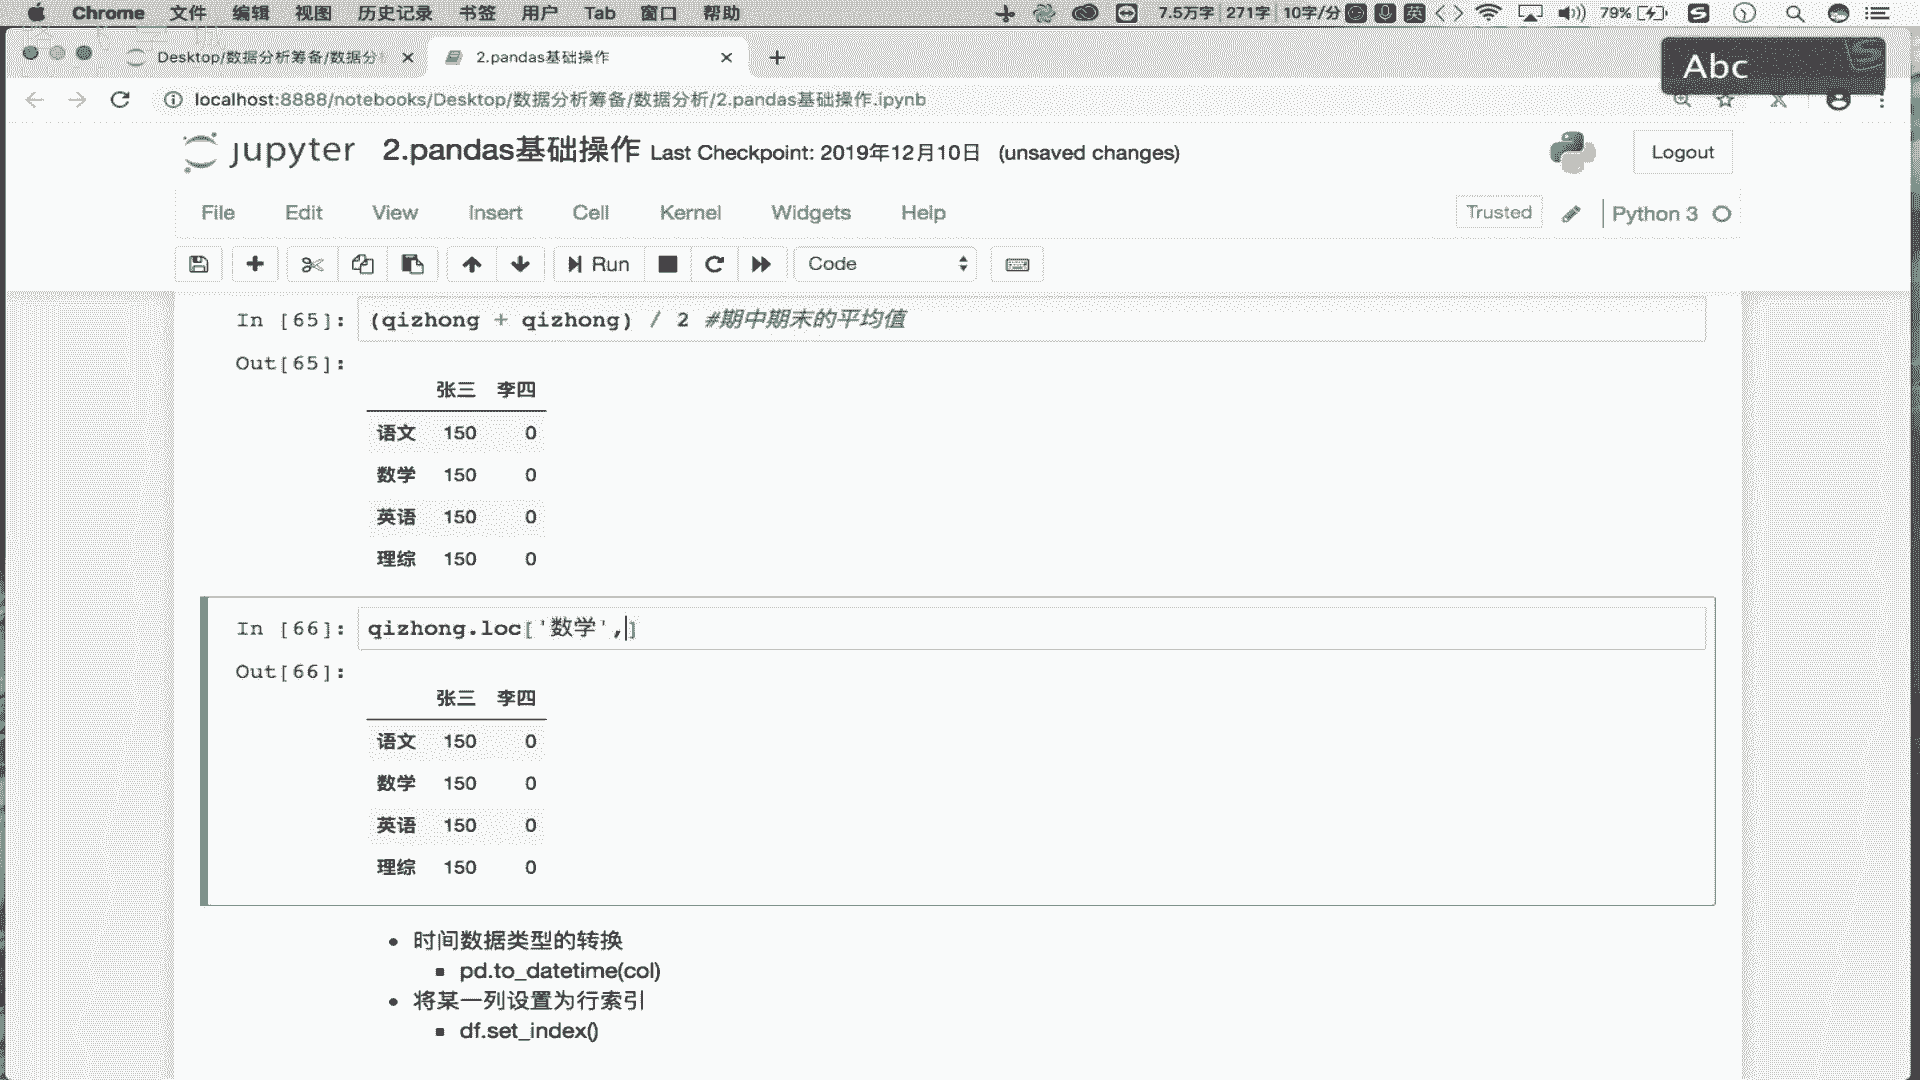 Chrome 文件 编辑 视图 历史记录 书签 用户 Tab 窗口 帮助 7.5万字 271字 10字/分 英 79%
Desktop/数据分析筹备/数据分 2.pandas基础操作
Abc
localhost:8888/notebooks/Desktop/数据分析筹备/数据分析/2.pandas基础操作.ipynb
jupyter 2.pandas基础操作 Last Checkpoint: 2019年12月10日 (unsaved changes)
Logout
File Edit View Insert Cell Kernel Widgets Help Trusted Python 3
Run Code
In [65]: (qizhong + qizhong) / 2 #期中期末的平均值
Out[65]:
张三 李四
语文 150 0
数学 150 0
英语 150 0
理综 150 0
In [66]: qizhong.loc['数学',]
Out[66]:
张三 李四
语文 150 0
数学 150 0
英语 150 0
理综 150 0
时间数据类型的转换
pd.to_datetime(col)
将某一列设置为行索引
df.set_index()